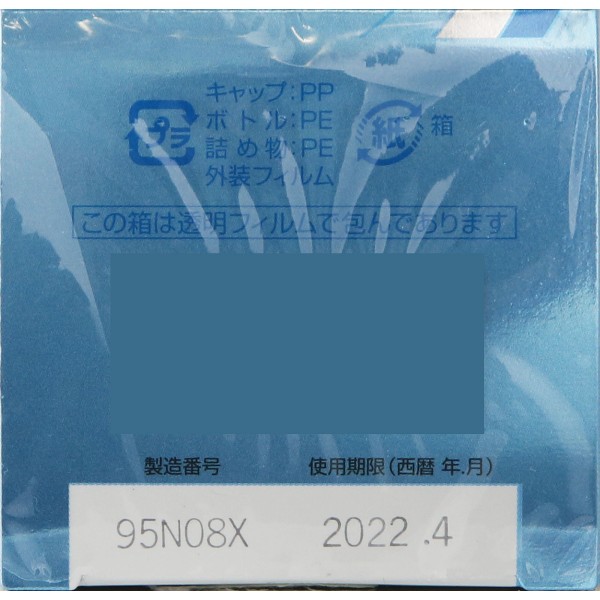 キャップ:PP
プラ ボトル:PE 紙 箱
詰め物:PE
外装フィルム
この箱は透明フィルムで包んであります
製造番号 使用期限(西暦 年.月)
95N08X 2022.4